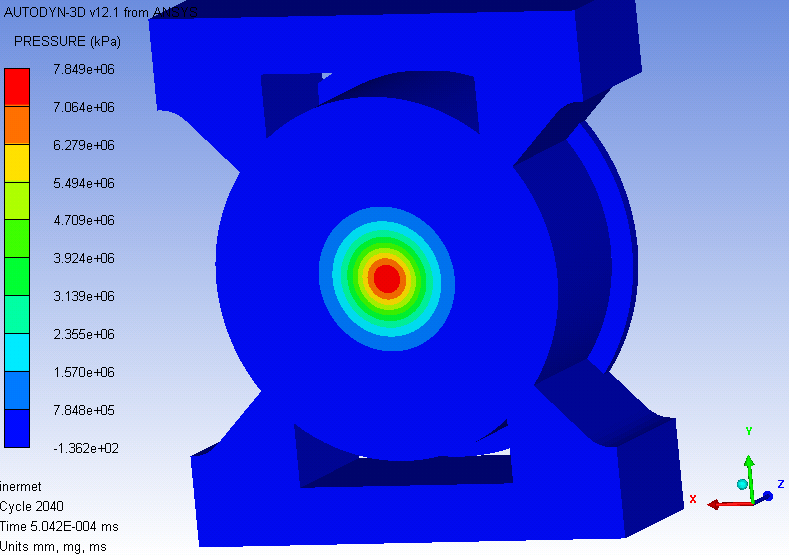 AUTODYN-3D v12.1 from ANSYS
PRESSURE (kPa)
7.849e+06
7.064e+06
6.279e+06
5.494e+06
4.709e+06
3.924e+06
3.139e+06
2.355e+06
1.570e+06
7.848e+05
-1.362e+02
Y
Z
X
inermet
Cycle 2040
Time 5.042E-004 ms
Units mm, mg, ms